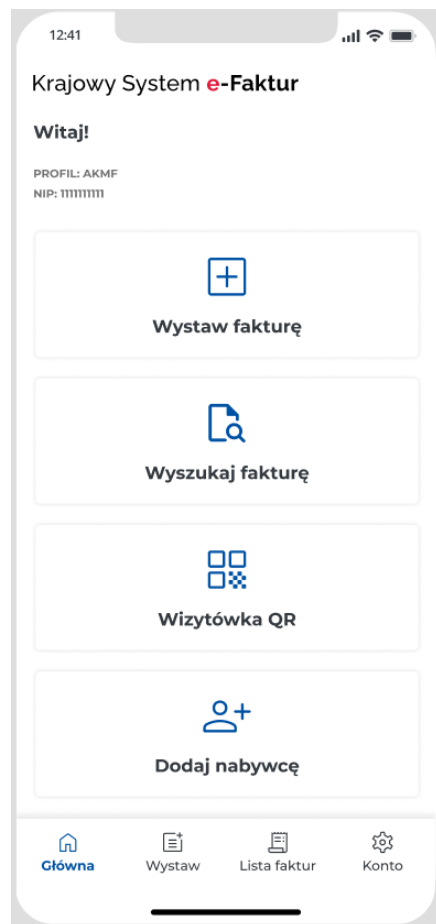 12:41
Krajowy System e-Faktur
Witaj!
PROFIL: AKMF
NIP: 1111111111
Wystaw fakturę
Wyszukaj fakturę
Wizytówka QR
Dodaj nabywcę
Główna Wystaw Lista faktur Konto